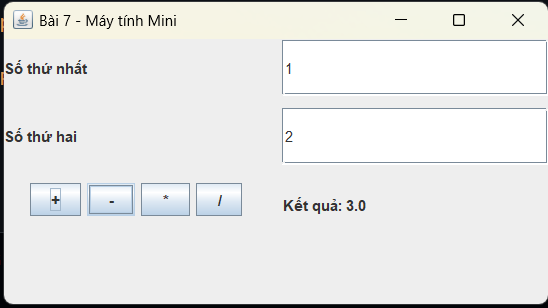 Bài 7 - Máy tính Mini
Số thứ nhất
1
Số thứ hai
2
+ - * /
Kết quả: 3.0